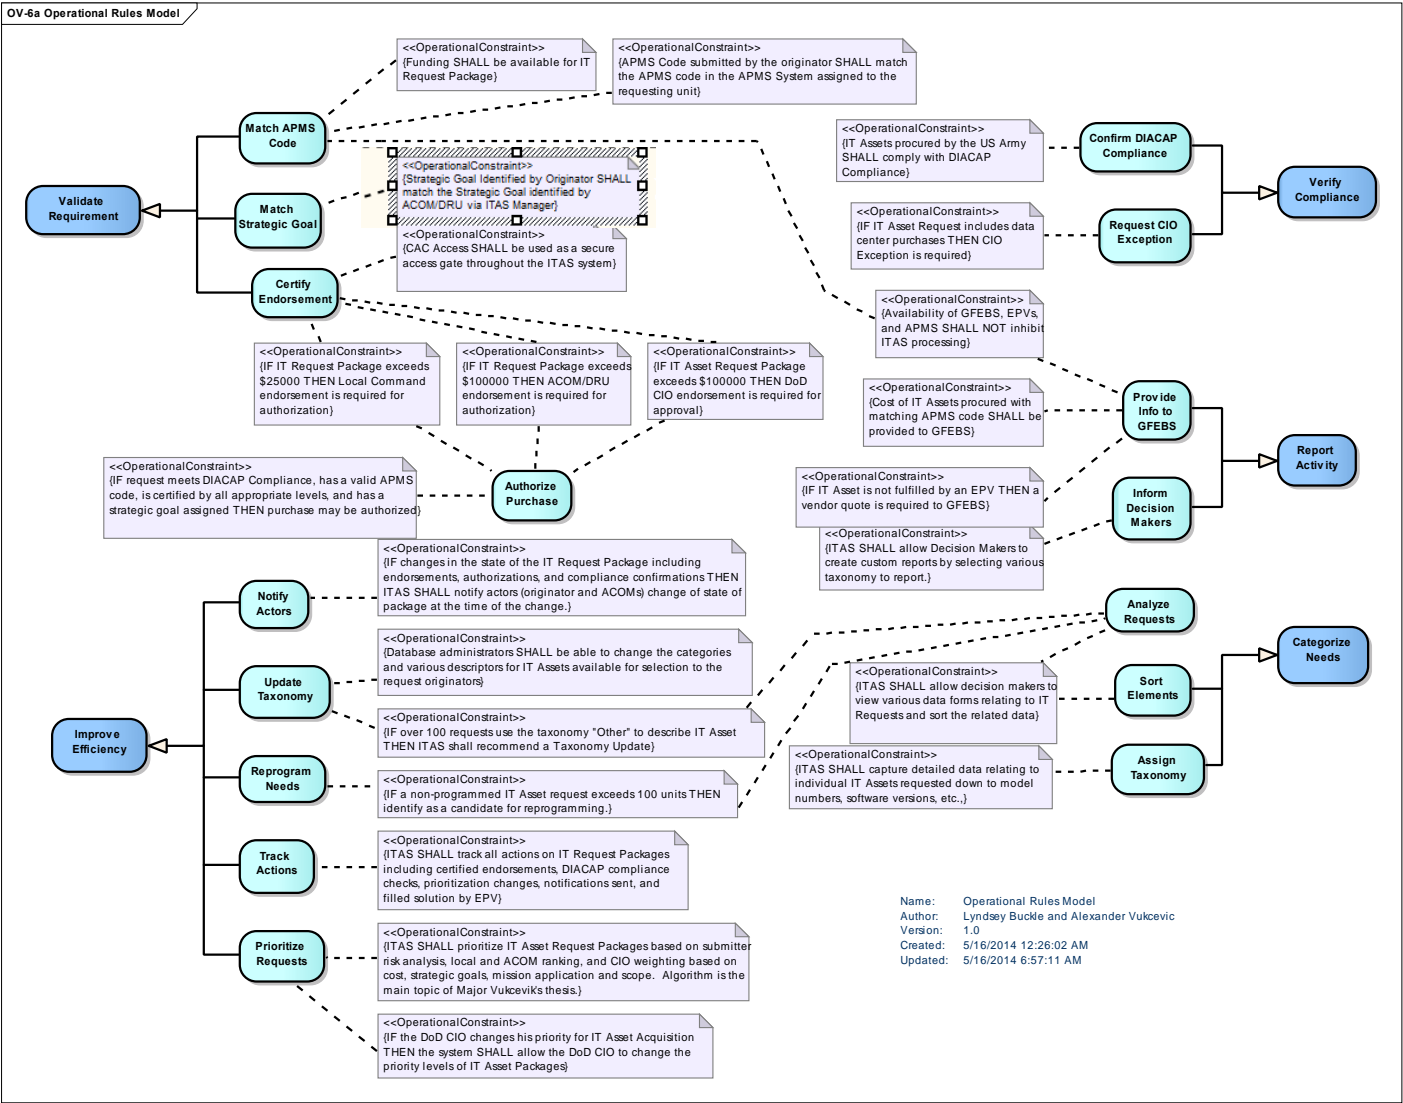 OV-6a Operational Rules Model
<<OperationalConstraint>>
{Funding SHALL be available for IT
Request Package}
<<OperationalConstraint>>
{APMS Code submitted by the originator SHALL match
the APMS code in the APMS System assigned to the
requesting unit}
Match APMS
Code
<<OperationalConstraint>>
{Strategic Goal Identified by Originator SHALL
match the Strategic Goal identified by
ACOM/DRU via ITAS Manager}
Validate
Requirement
Match
Strategic Goal
<<OperationalConstraint>>
{CAC Access SHALL be used as a secure
access gate throughout the ITAS system}
Certify
Endorsement
<<OperationalConstraint>>
{IT Assets procured by the US Army
SHALL comply with DIACAP
Compliance}
Confirm DIACAP
Compliance
Verify
Compliance
<<OperationalConstraint>>
{IF IT Asset Request includes data
center purchases THEN CIO
Exception is required}
Request CIO
Exception
<<OperationalConstraint>>
{Availability of GFEBS, EPVs,
and APMS SHALL NOT inhibit
ITAS processing}
<<OperationalConstraint>>
{IF IT Request Package exceeds
$25000 THEN Local Command
endorsement is required for
authorization}
<<OperationalConstraint>>
{IF IT Request Package exceeds
$100000 THEN ACOM/DRU
endorsement is required for
authorization}
<<OperationalConstraint>>
{IF IT Asset Request Package
exceeds $100000 THEN DoD
CIO endorsement is required for
approval}
<<OperationalConstraint>>
{Cost of IT Assets procured with
matching APMS code SHALL be
provided to GFEBS}
Provide
Info to
GFEBS
Report
Activity
<<OperationalConstraint>>
{IF request meets DIACAP Compliance, has a valid APMS
code, is certified by all appropriate levels, and has a
strategic goal assigned THEN purchase may be authorized}
Authorize
Purchase
<<OperationalConstraint>>
{IF IT Asset is not fulfilled by an EPV THEN a
vendor quote is required to GFEBS}
Inform
Decision
Makers
<<OperationalConstraint>>
{ITAS SHALL allow Decision Makers to
create custom reports by selecting various
taxonomy to report.}
<<OperationalConstraint>>
{IF changes in the state of the IT Request Package including
endorsements, authorizations, and compliance confirmations THEN
ITAS SHALL notify actors (originator and ACOMs) change of state of
package at the time of the change.}
Notify
Actors
Analyze
Requests
<<OperationalConstraint>>
{Database administrators SHALL be able to change the categories
and various descriptors for IT Assets available for selection to the
request originators}
Update
Taxonomy
<<OperationalConstraint>>
{IF over 100 requests use the taxonomy "Other" to describe IT Asset
THEN ITAS shall recommend a Taxonomy Update}
<<OperationalConstraint>>
{ITAS SHALL allow decision makers to
view various data forms relating to IT
Requests and sort the related data}
Sort
Elements
Categorize
Needs
Improve
Efficiency
<<OperationalConstraint>>
{ITAS SHALL capture detailed data relating to
individual IT Assets requested down to model
numbers, software versions, etc.,}
Assign
Taxonomy
Reprogram
Needs
<<OperationalConstraint>>
{IF a non-programmed IT Asset request exceeds 100 units THEN
identify as a candidate for reprogramming.}
Track
Actions
<<OperationalConstraint>>
{ITAS SHALL track all actions on IT Request Packages
including certified endorsements, DIACAP compliance
checks, prioritization changes, notifications sent, and
filled solution by EPV}
Prioritize
Requests
<<OperationalConstraint>>
{ITAS SHALL prioritize IT Asset Request Packages based on submitter
risk analysis, local and ACOM ranking, and CIO weighting based on
cost, strategic goals, mission application and scope.  Algorithm is the
main topic of Major Vukcevik's thesis.}
<<OperationalConstraint>>
{IF the DoD CIO changes his priority for IT Asset Acquisition
THEN the system SHALL allow the DoD CIO to change the
priority levels of IT Asset Packages}
Name: Operational Rules Model
Author: Lyndsey Buckle and Alexander Vukcevic
Version: 1.0
Created: 5/16/2014 12:26:02 AM
Updated: 5/16/2014 6:57:11 AM